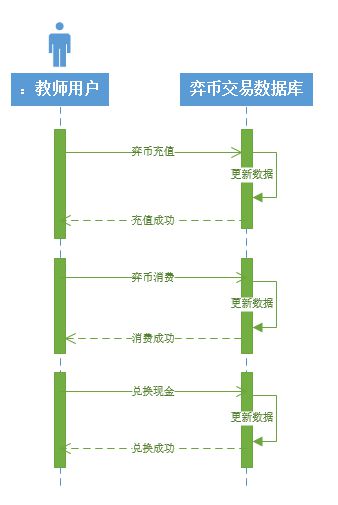 ：教师用户
弈币交易数据库
弈币充值
更新数据
充值成功
弈币消费
更新数据
消费成功
兑换现金
更新数据
兑换成功